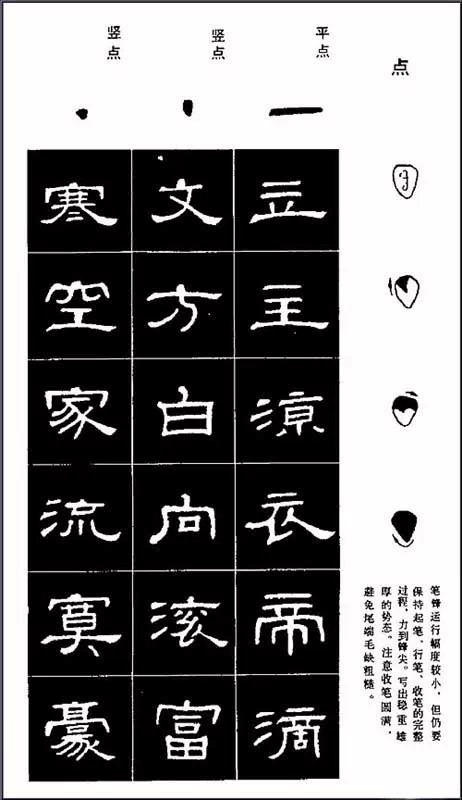 点
笔锋运行幅度较小，但仍要
保持起笔、行笔、收笔的完整
过程，力到锋尖。写出稳重雄
厚的势态。注意收笔圆满，
避免尾端毛缺粗糙。
平点
立主涼衣帝滴
竖点
文方白向滚富
竖点
寒空家流寞豪